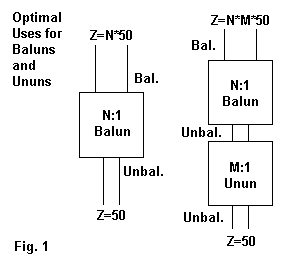 Optimal
Uses for
Baluns
and
Ununs
Z=N*50
Bal.
N:1
Balun
Unbal.
Z=50
Z=N*M*50
Bal.
N:1
Balun
Unbal.
M:1
Unun
Unbal.
Z=50
Fig. 1